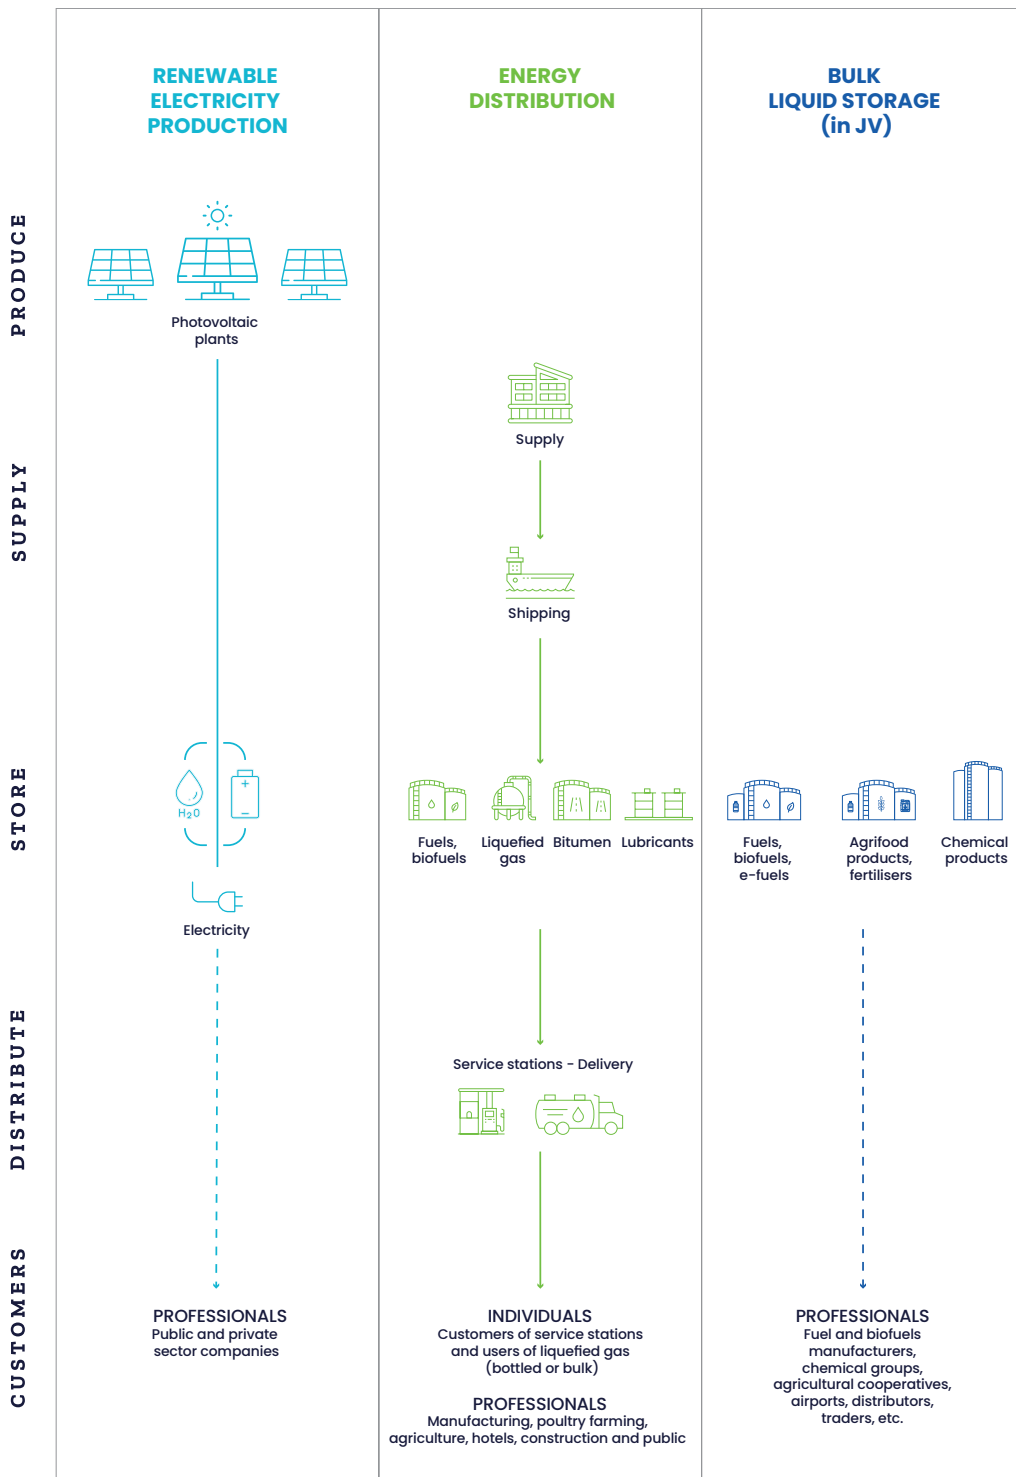 RENEWABLE
ELECTRICITY
PRODUCTION
ENERGY
DISTRIBUTION
BULK
LIQUID STORAGE
(in JV)
PRODUCE
Photovoltaic
plants
SUPPLY
Supply
Shipping
STORE
H2O
Electricity
Fuels,
biofuels
Liquefied
gas
Bitumen
Lubricants
Fuels,
biofuels,
e-fuels
Agrifood
products,
fertilisers
Chemical
products
DISTRIBUTE
Service stations - Delivery
CUSTOMERS
PROFESSIONALS
Public and private
sector companies
INDIVIDUALS
Customers of service stations
and users of liquefied gas
(bottled or bulk)
PROFESSIONALS
Manufacturing, poultry farming,
agriculture, hotels, construction and public
PROFESSIONALS
Fuel and biofuels
manufacturers,
chemical groups,
agricultural cooperatives,
airports, distributors,
traders, etc.